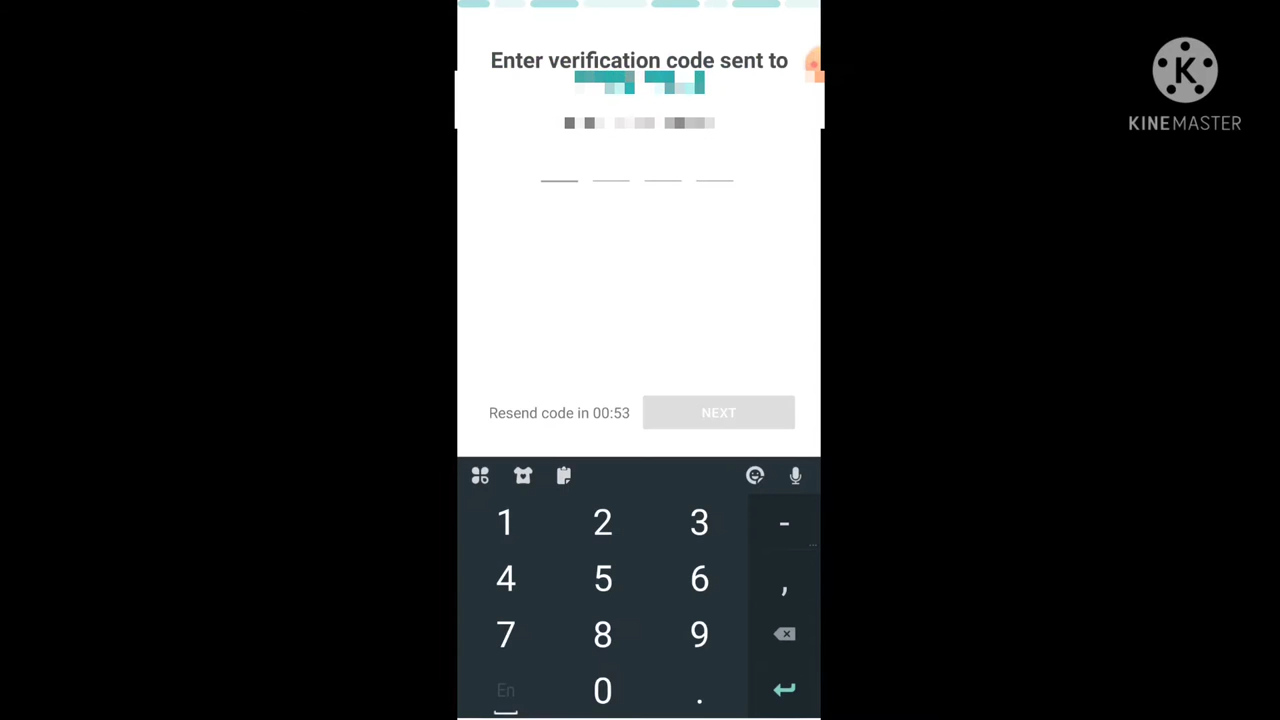 Enter verification code sent to
K
KINEMASTER
Resend code in 00:53
NEXT
1 2 3 -
4 5 6 ,
7 8 9
En 0 .